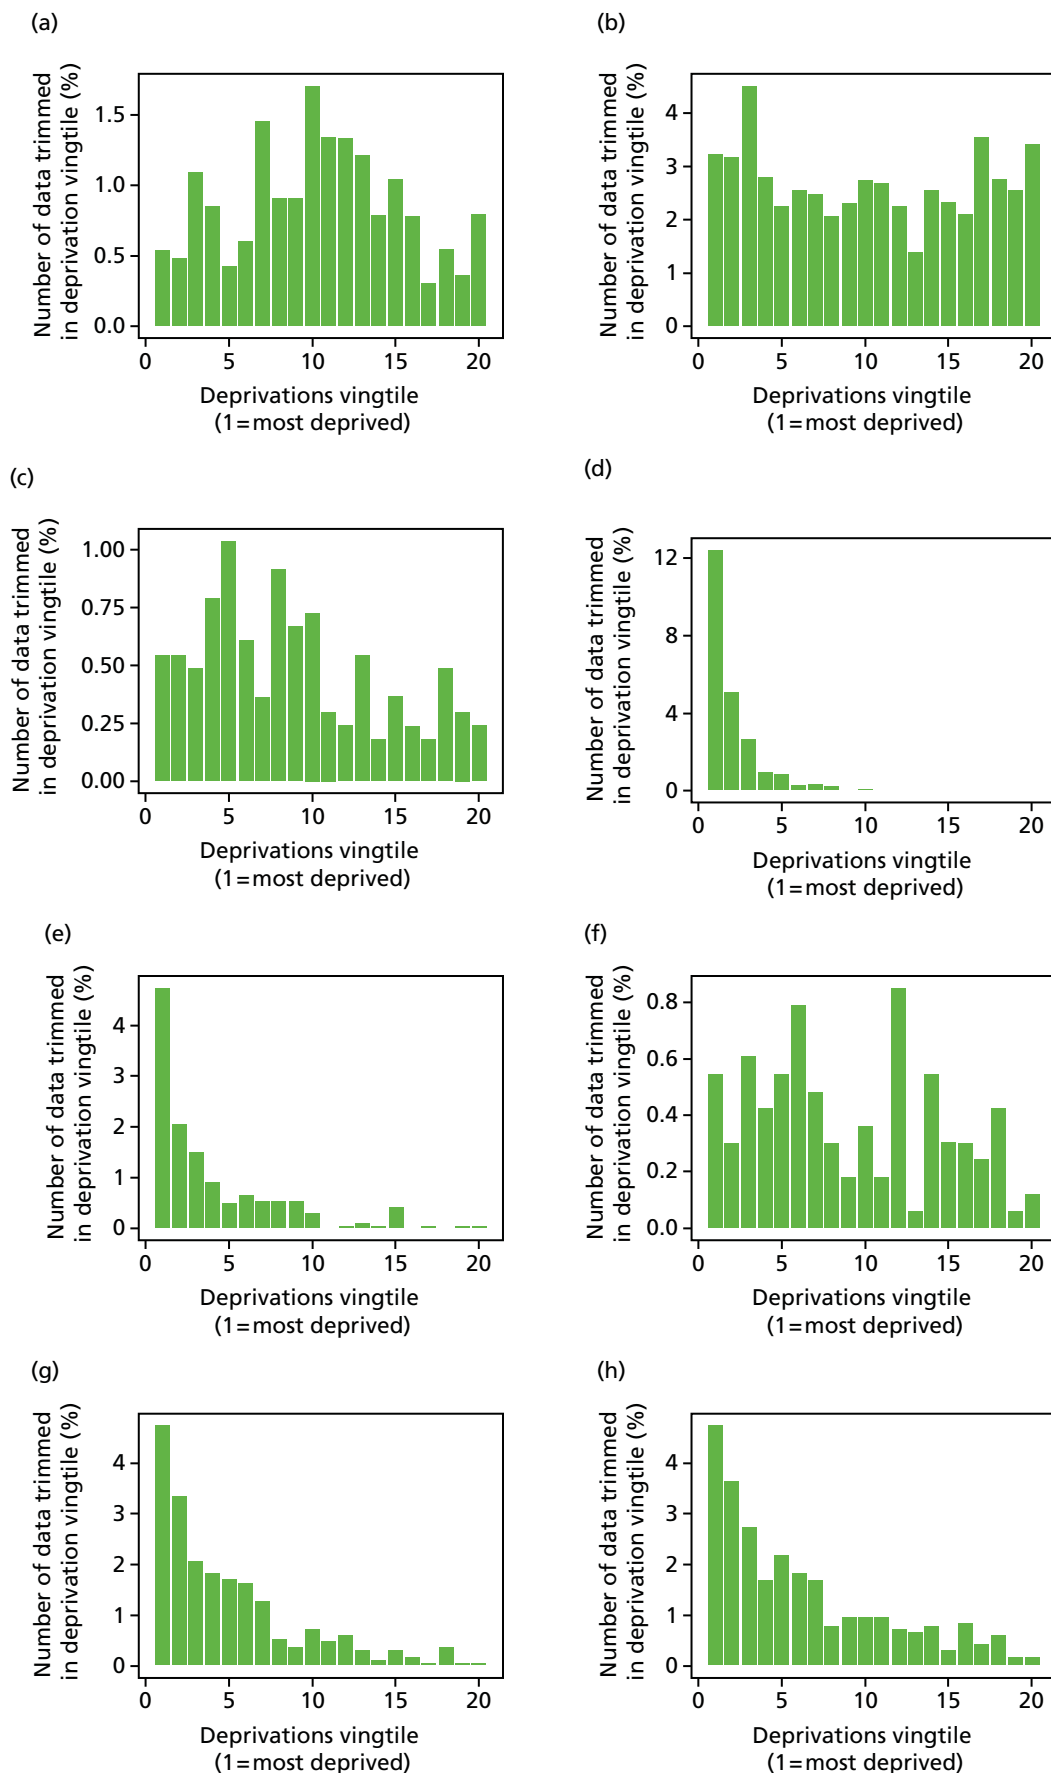 (a)
Number of data trimmed
in deprivation vingtile (%)
1.5
1.0
0.5
0.0
0 5 10 15 20
Deprivations vingtile
(1=most deprived)
(b)
Number of data trimmed
in deprivation vingtile (%)
4
3
2
1
0
0 5 10 15 20
Deprivations vingtile
(1=most deprived)
(c)
Number of data trimmed
in deprivation vingtile (%)
1.00
0.75
0.50
0.25
0.00
0 5 10 15 20
Deprivations vingtile
(1=most deprived)
(d)
Number of data trimmed
in deprivation vingtile (%)
12
8
4
0
0 5 10 15 20
Deprivations vingtile
(1=most deprived)
(e)
Number of data trimmed
in deprivation vingtile (%)
4
3
2
1
0
0 5 10 15 20
Deprivations vingtile
(1=most deprived)
(f)
Number of data trimmed
in deprivation vingtile (%)
0.8
0.6
0.4
0.2
0.0
0 5 10 15 20
Deprivations vingtile
(1=most deprived)
(g)
Number of data trimmed
in deprivation vingtile (%)
4
3
2
1
0
0 5 10 15 20
Deprivations vingtile
(1=most deprived)
(h)
Number of data trimmed
in deprivation vingtile (%)
4
3
2
1
0
0 5 10 15 20
Deprivations vingtile
(1=most deprived)